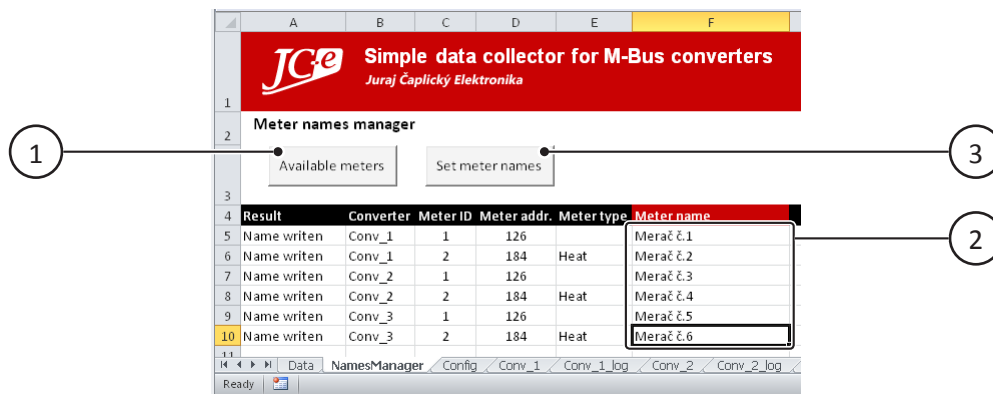 A B C D E F
1 JC-e Simple data collector for M-Bus converters
Juraj Čaplický Elektronika
2 Meter names manager
1 Available meters Set meter names 3
3
4 Result Converter Meter ID Meter addr. Meter type Meter name
5 Name writen Conv_1 1 126 Merač č.1
6 Name writen Conv_1 2 184 Heat Merač č.2
2
7 Name writen Conv_2 1 126 Merač č.3
8 Name writen Conv_2 2 184 Heat Merač č.4
9 Name writen Conv_3 1 126 Merač č.5
10 Name writen Conv_3 2 184 Heat Merač č.6
11
Data NamesManager Config Conv_1 Conv_1_log Conv_2 Conv_2_log
Ready